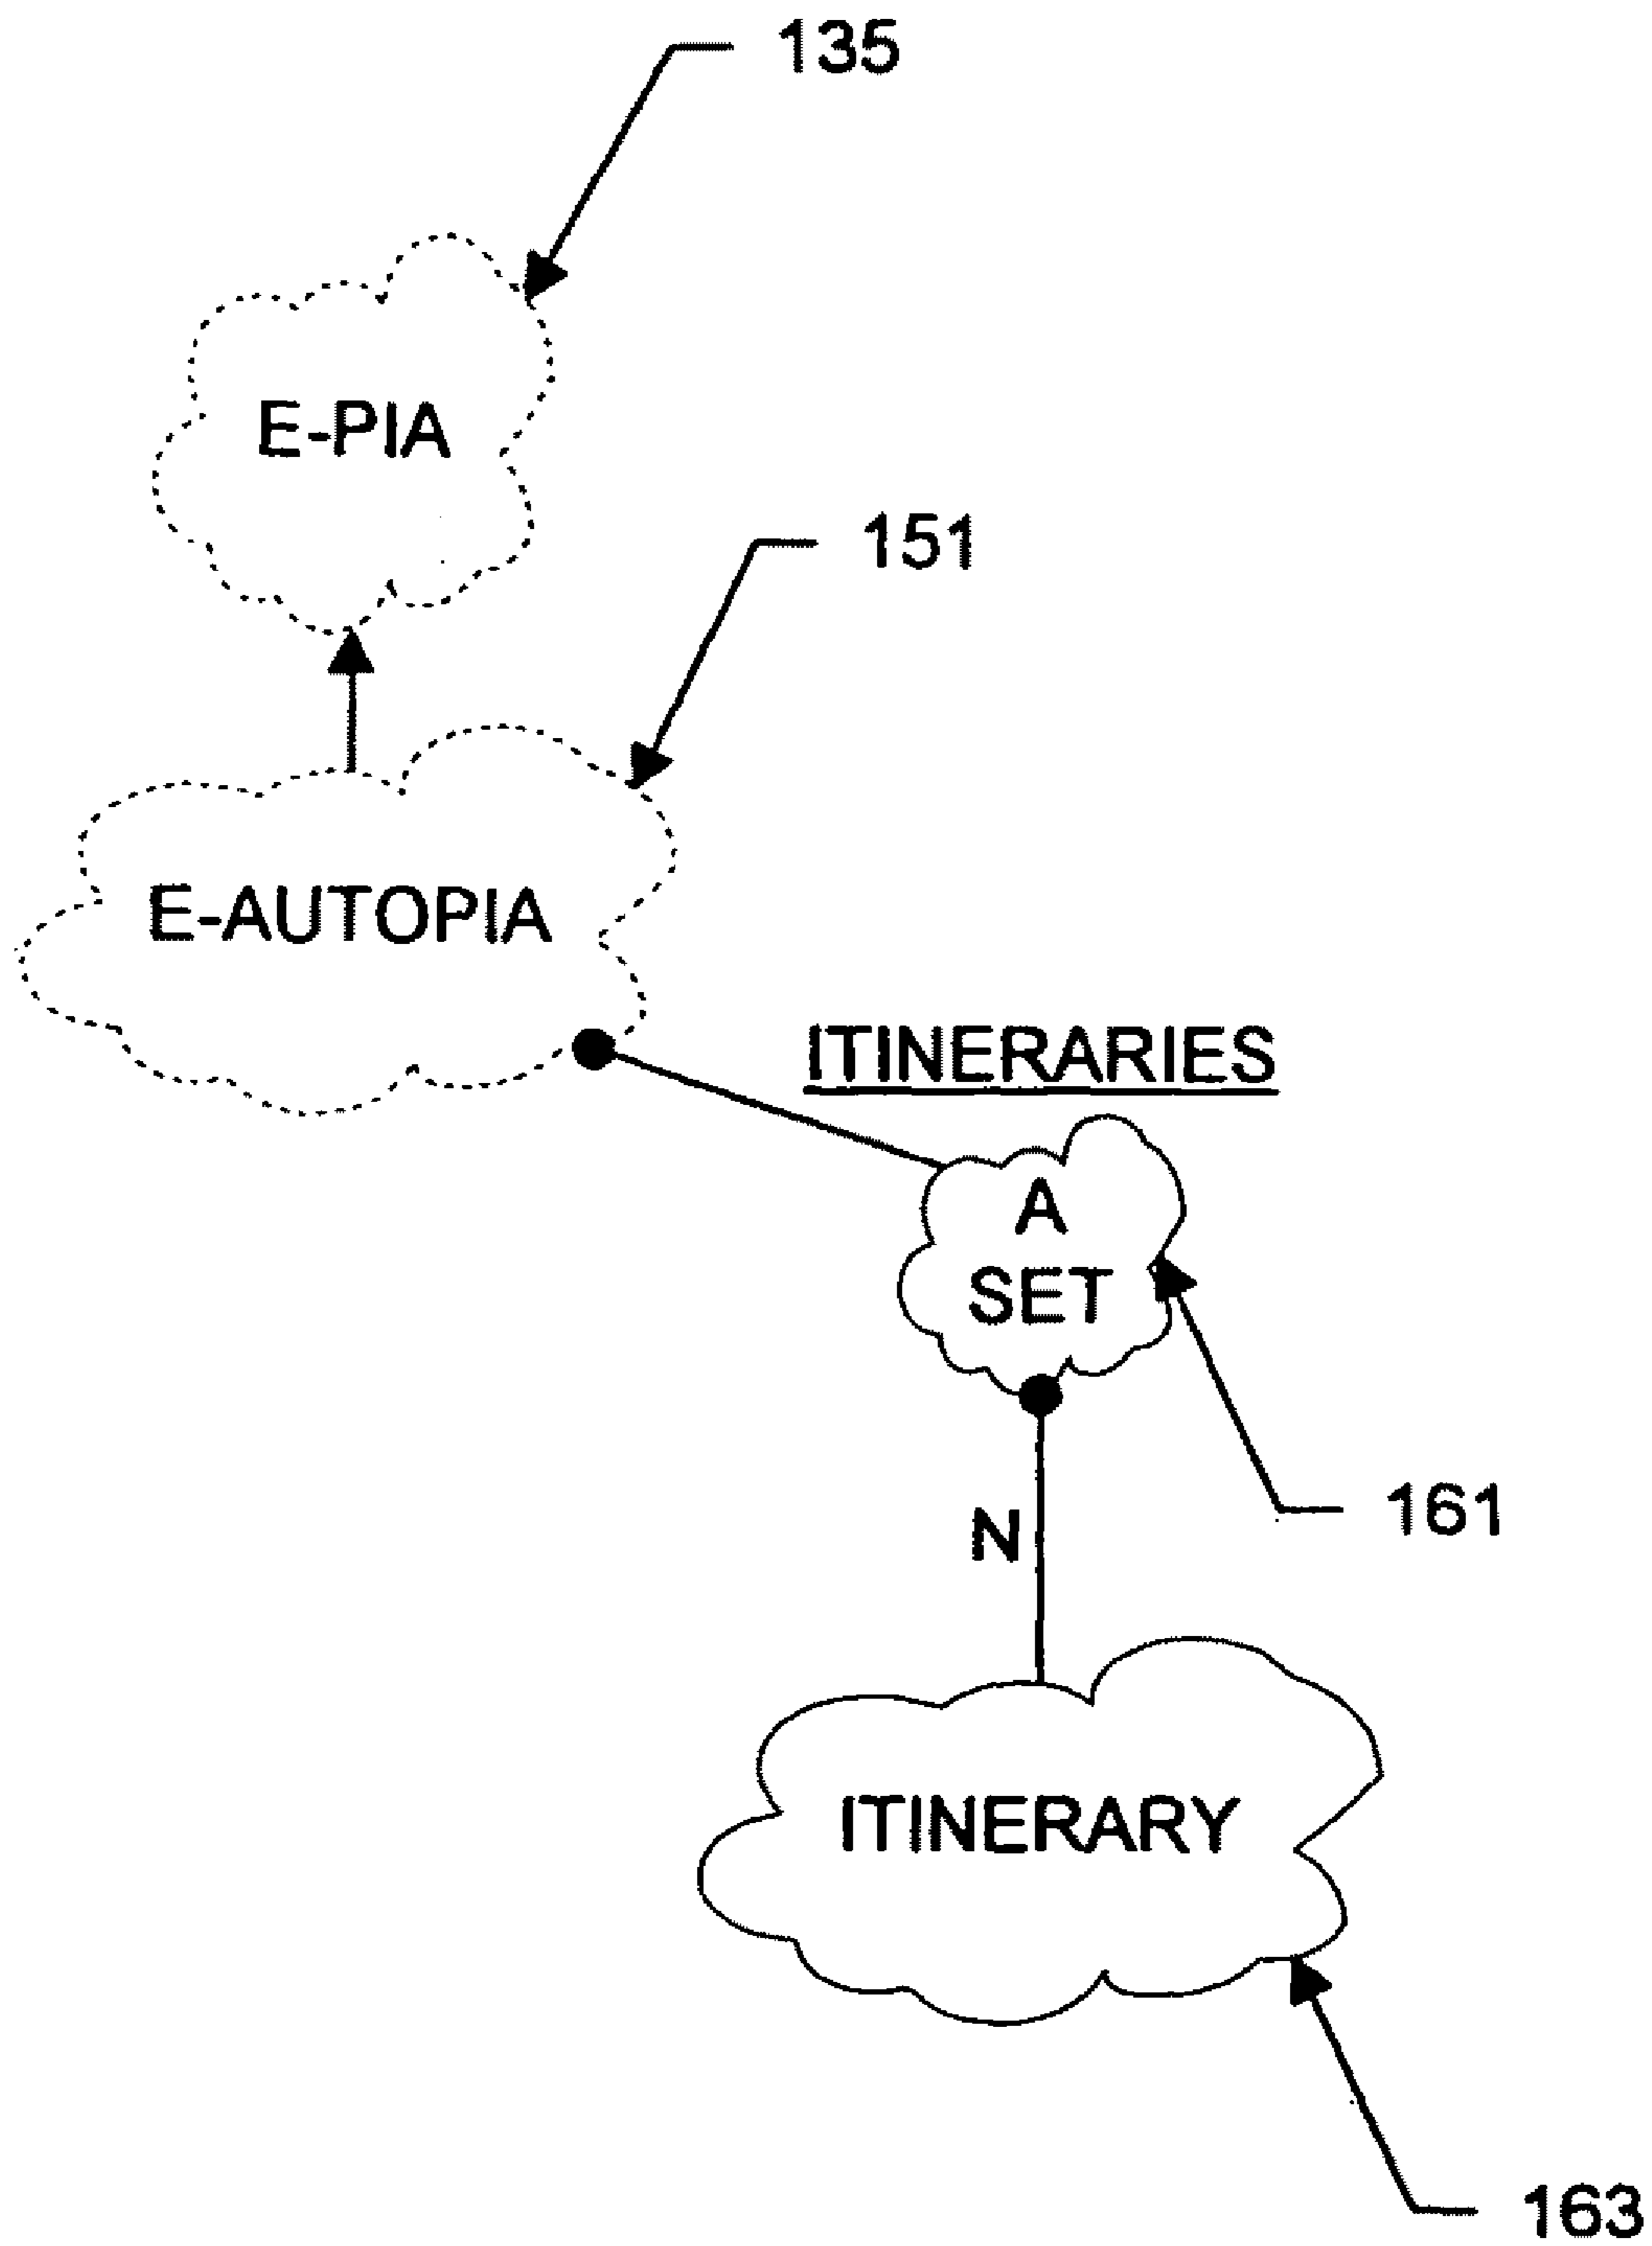 135
E-PIA
151
E-AUTOPIA
ITINERARIES
A
SET
161
N
ITINERARY
163